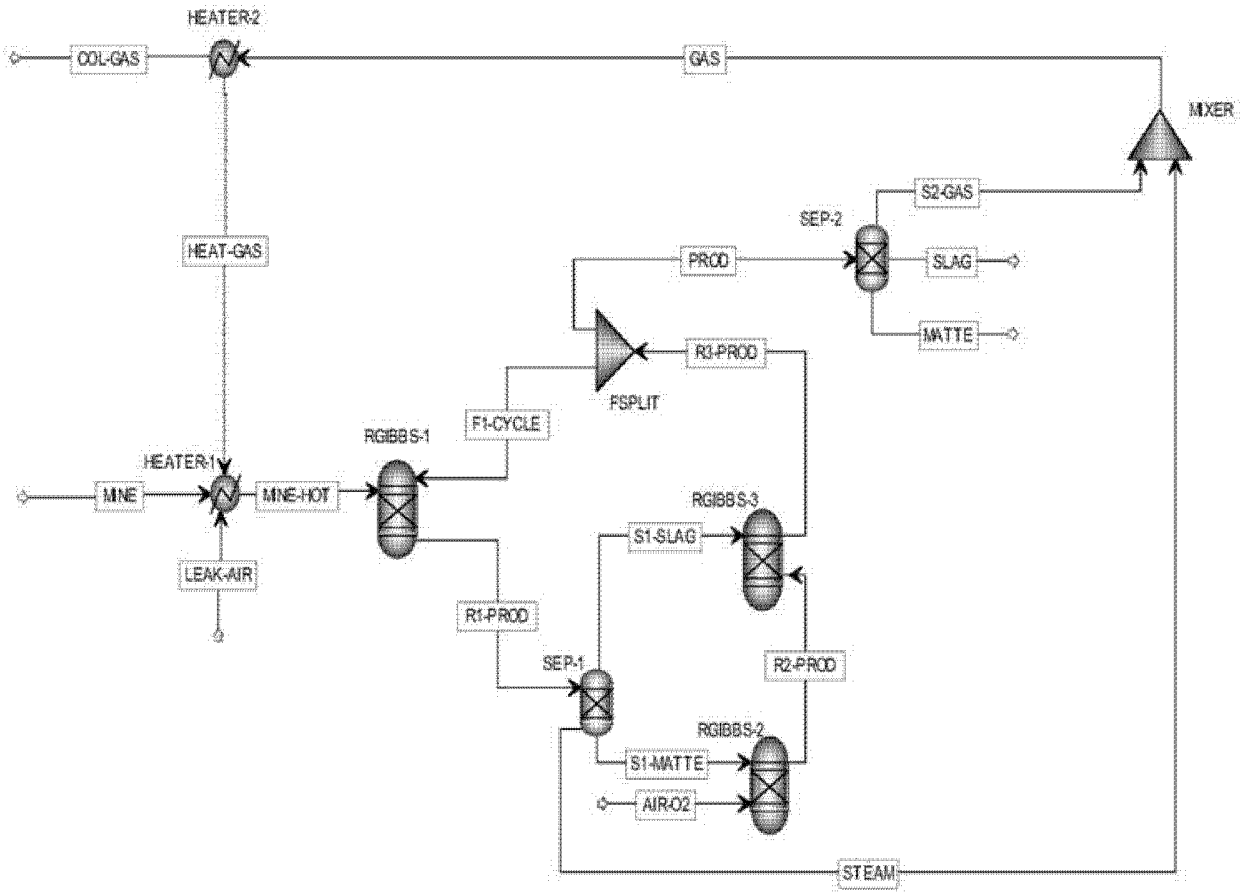 HEATER-2
COL-GAS
GAS
MIXER
S2-GAS
SEP-2
HEAT-GAS
PROD
SLAG
MATTE
R3-PROD
FSPLIT
F1-CYCLE
RGIBBS-1
HEATER-1
MINE
MINE-HOT
RGIBBS-3
S1-SLAG
LEAK-AIR
R1-PROD
SEP-1
R2-PROD
RGIBBS-2
S1-MATTE
AIR-O2
STEAM